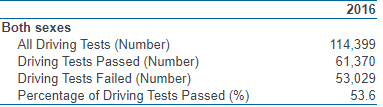 2016
Both sexes
All Driving Tests (Number) 114,399
Driving Tests Passed (Number) 61,370
Driving Tests Failed (Number) 53,029
Percentage of Driving Tests Passed (%) 53.6